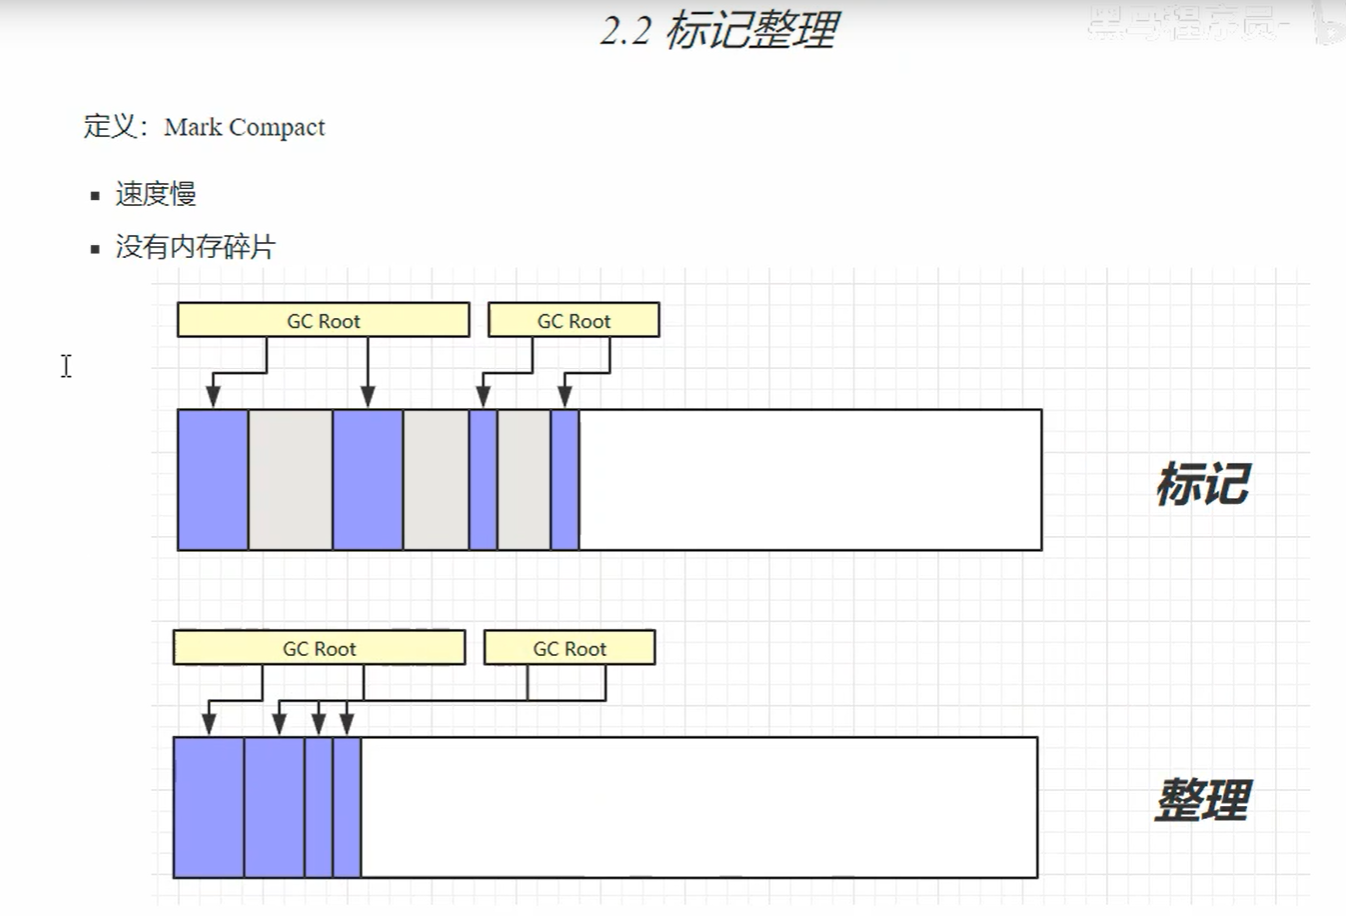 2.2 标记整理
黑马程序员-
定义：Mark Compact
▪ 速度慢
▪ 没有内存碎片
GC Root
GC Root
标记
GC Root
GC Root
整理